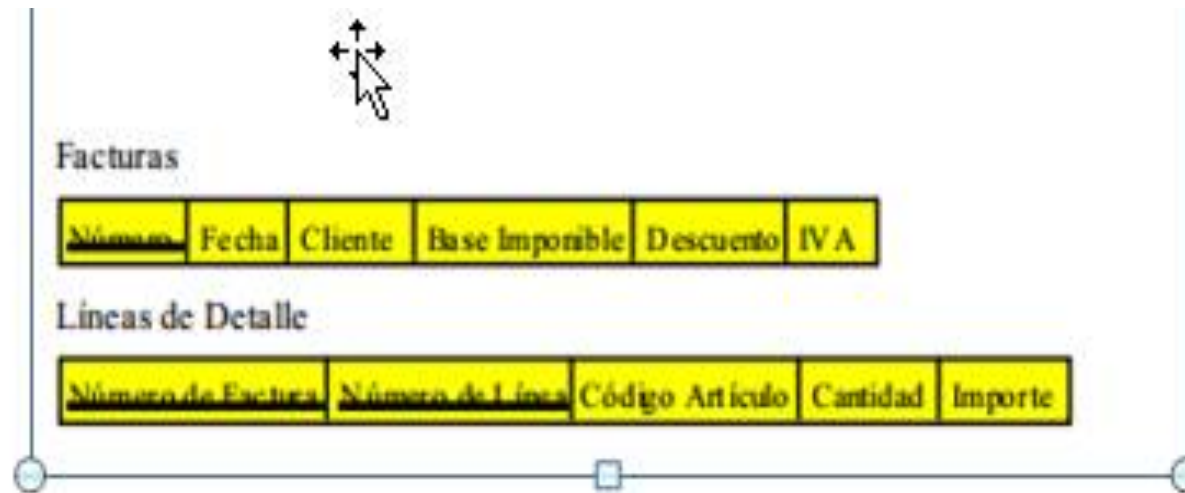 Facturas
Número Fecha Cliente Base Imponible Descuento IVA
Líneas de Detalle
Número de Factura Número de Línea Código Artículo Cantidad Importe